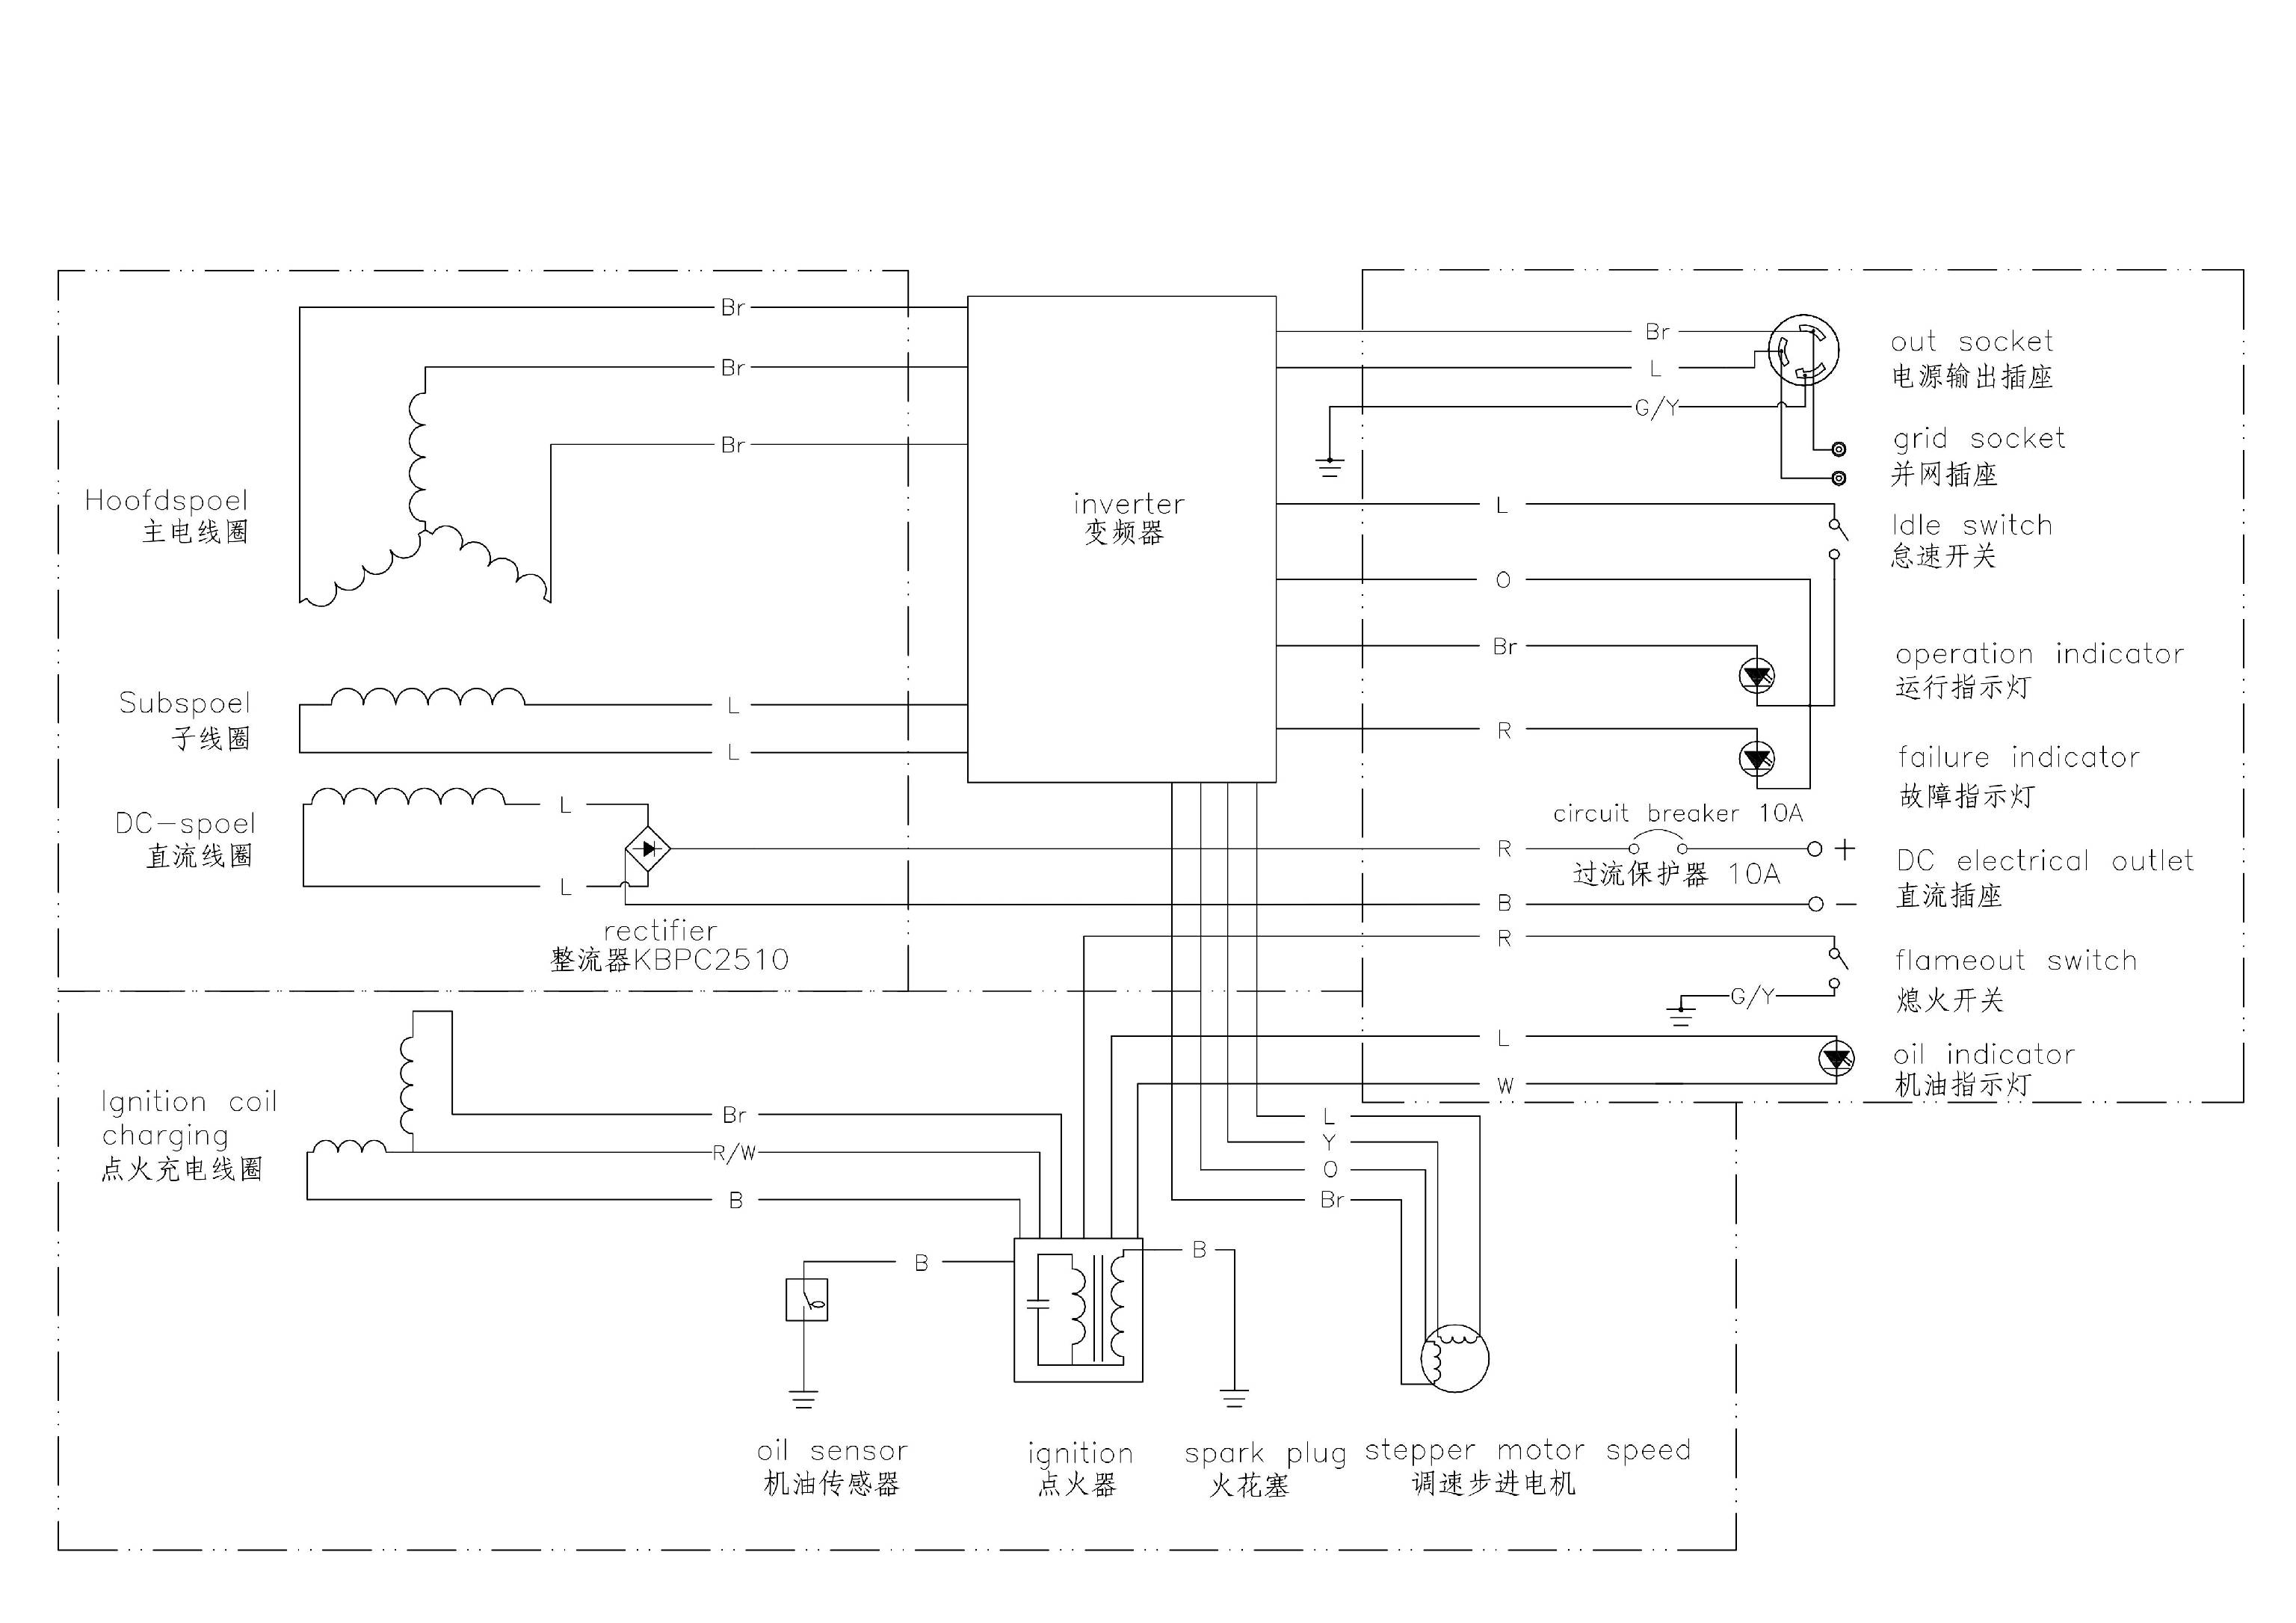 Br
Br
Br
Hoofdspoel
主电线圈
Subspoel
子线圈
L
L
DC-spoel
直流线圈
L
L
rectifier
整流器KBPC2510
inverter
变频器
Br
L
G/Y
out socket
电源输出插座
grid socket
并网插座
L
Idle switch
怠速开关
O
Br
operation indicator
运行指示灯
R
failure indicator
故障指示灯
circuit breaker 10A
R
过流保护器 10A
+
B
−
DC electrical outlet
直流插座
R
flameout switch
熄火开关
G/Y
L
W
oil indicator
机油指示灯
Ignition coil
charging
点火充电线圈
Br
R/W
B
L
Y
O
Br
B
B
oil sensor
机油传感器
ignition
点火器
spark plug
火花塞
stepper motor speed
调速步进电机